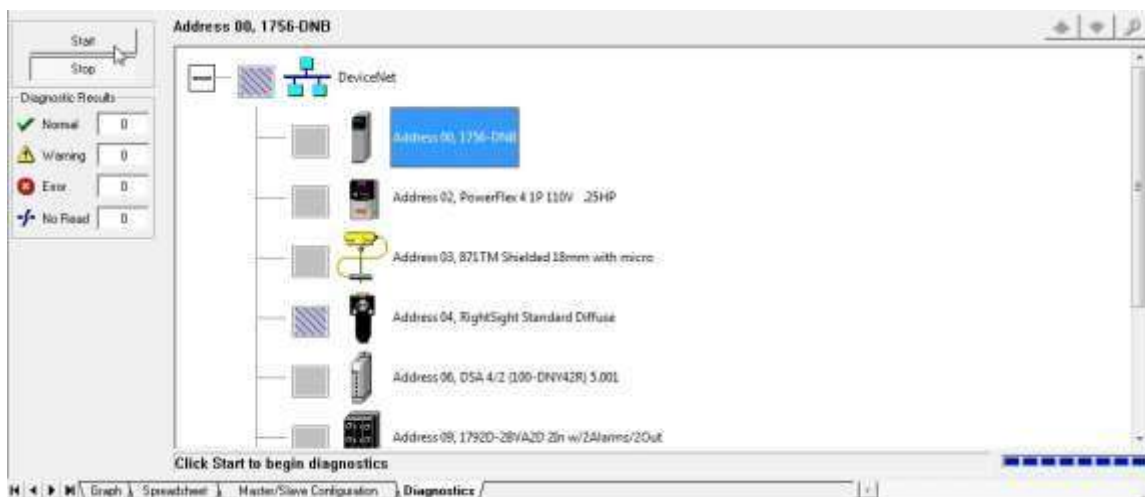 Address 00, 1756-DNB
Start
Stop
Diagnostic Results
Normal 0
Warning 0
Error 0
No Read 0
DeviceNet
Address 00, 1756-DNB
Address 02, PowerFlex 4 1P 110V .25HP
Address 03, 871TM Shielded 18mm with micro
Address 04, RightSight Standard Diffuse
Address 06, DSA 4/2 (100-DNY42R) 5.001
Address 09, 1792D-2BVA2D 2In w/2Alarms/2Out
Click Start to begin diagnostics
Graph Spreadsheet Master/Slave Configuration Diagnostics